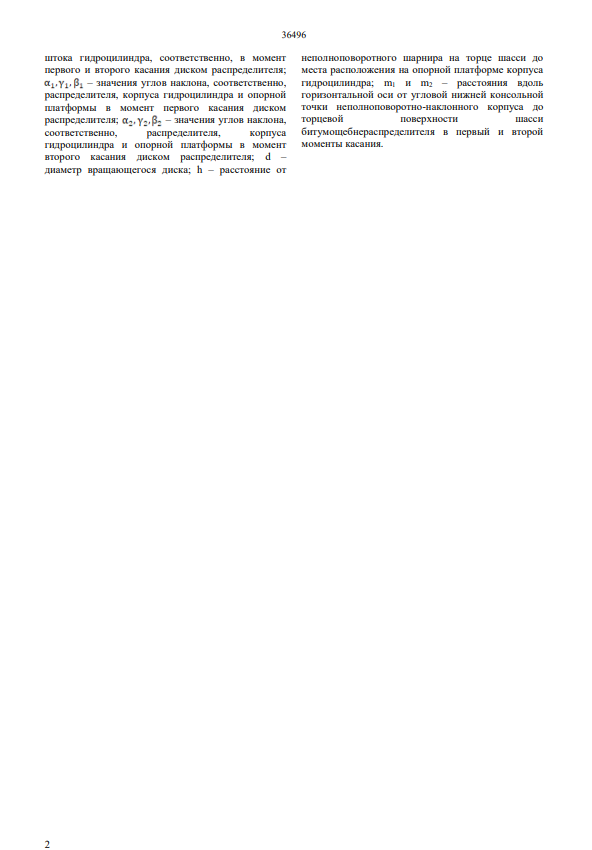 36496
штока гидроцилиндра, соответственно, в момент
первого и второго касания диском распределителя;
α₁,γ₁,β₁ – значения углов наклона, соответственно,
распределителя, корпуса гидроцилиндра и опорной
платформы в момент первого касания диском
распределителя; α₂,γ₂,β₂ – значения углов наклона,
соответственно, распределителя, корпуса
гидроцилиндра и опорной платформы в момент
второго касания диском распределителя; d –
диаметр вращающегося диска; h – расстояние от
неполноповоротного шарнира на торце шасси до
места расположения на опорной платформе корпуса
гидроцилиндра; m₁ и m₂ – расстояния вдоль
горизонтальной оси от угловой нижней консольной
точки неполноповоротно-наклонного корпуса до
торцевой поверхности шасси
битумощебнераспределителя в первый и второй
моменты касания.
2